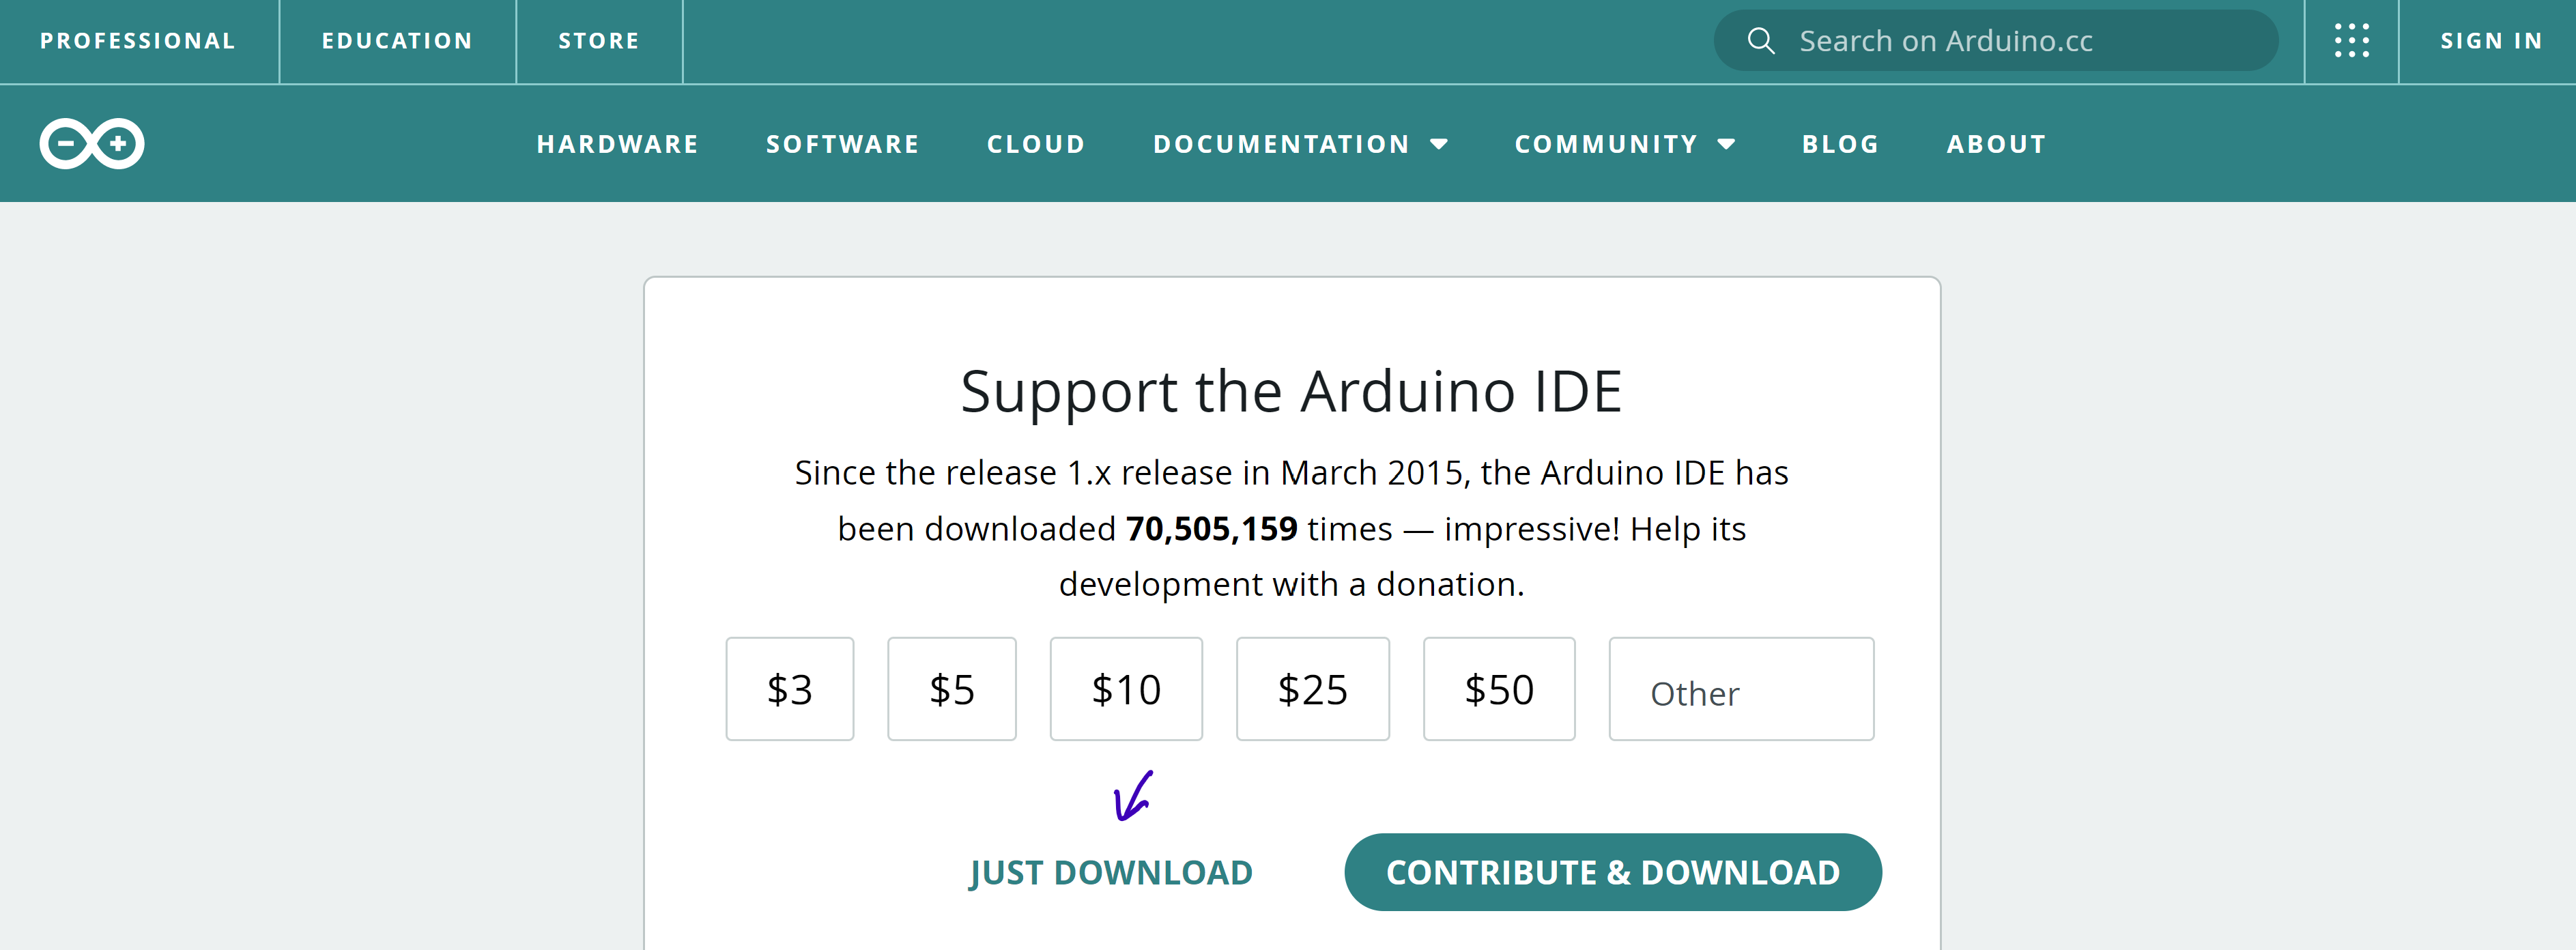 PROFESSIONAL EDUCATION STORE Search on Arduino.cc SIGN IN
HARDWARE SOFTWARE CLOUD DOCUMENTATION COMMUNITY BLOG ABOUT
Support the Arduino IDE
Since the release 1.x release in March 2015, the Arduino IDE has
been downloaded 70,505,159 times — impressive! Help its
development with a donation.
$3 $5 $10 $25 $50 Other
JUST DOWNLOAD CONTRIBUTE & DOWNLOAD